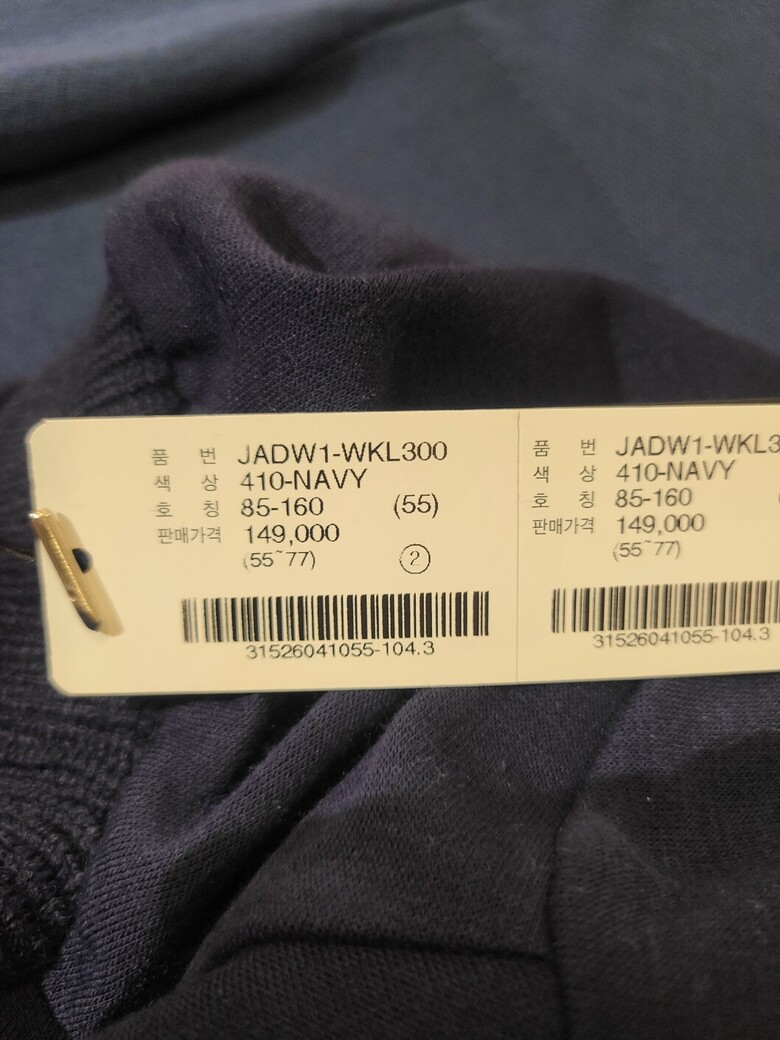 품 번 JADW1-WKL300
색 상 410-NAVY
호 칭 85-160 (55)
판매가격 149,000
(55~77) ②
31526041055-104.3
품 번 JADW1-WKL3
색 상 410-NAVY
호 칭 85-160
판매가격 149,000
(55~77)
31526041055-104.3